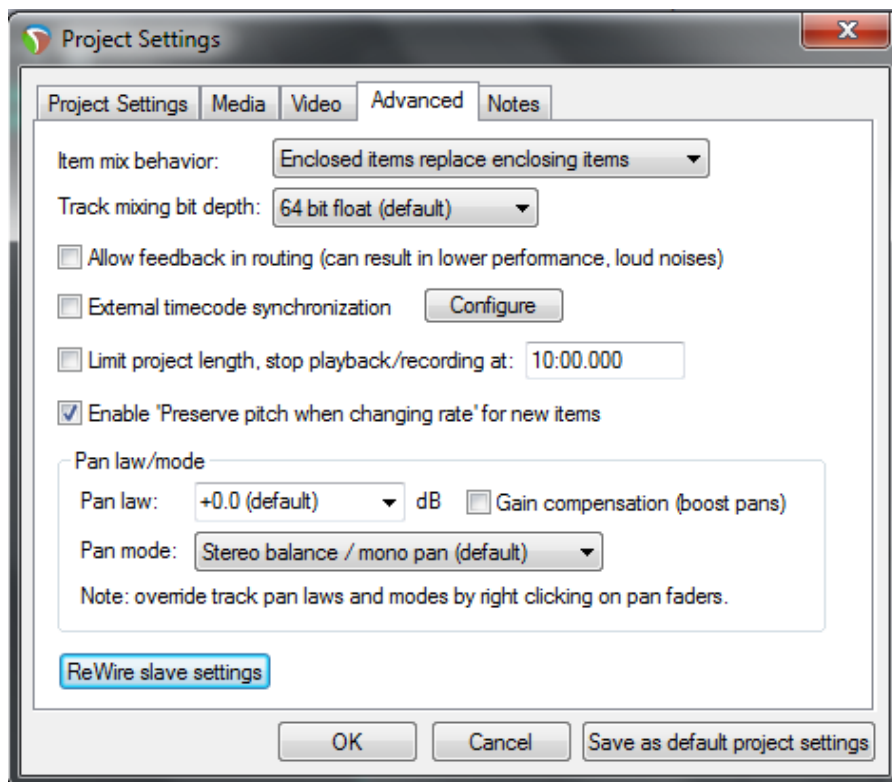 Project Settings
Project Settings Media Video Advanced Notes
Item mix behavior: Enclosed items replace enclosing items
Track mixing bit depth: 64 bit float (default)
Allow feedback in routing (can result in lower performance, loud noises)
External timecode synchronization Configure
Limit project length, stop playback/recording at: 10:00.000
Enable 'Preserve pitch when changing rate' for new items
Pan law/mode
Pan law: +0.0 (default) dB Gain compensation (boost pans)
Pan mode: Stereo balance / mono pan (default)
Note: override track pan laws and modes by right clicking on pan faders.
ReWire slave settings
OK Cancel Save as default project settings